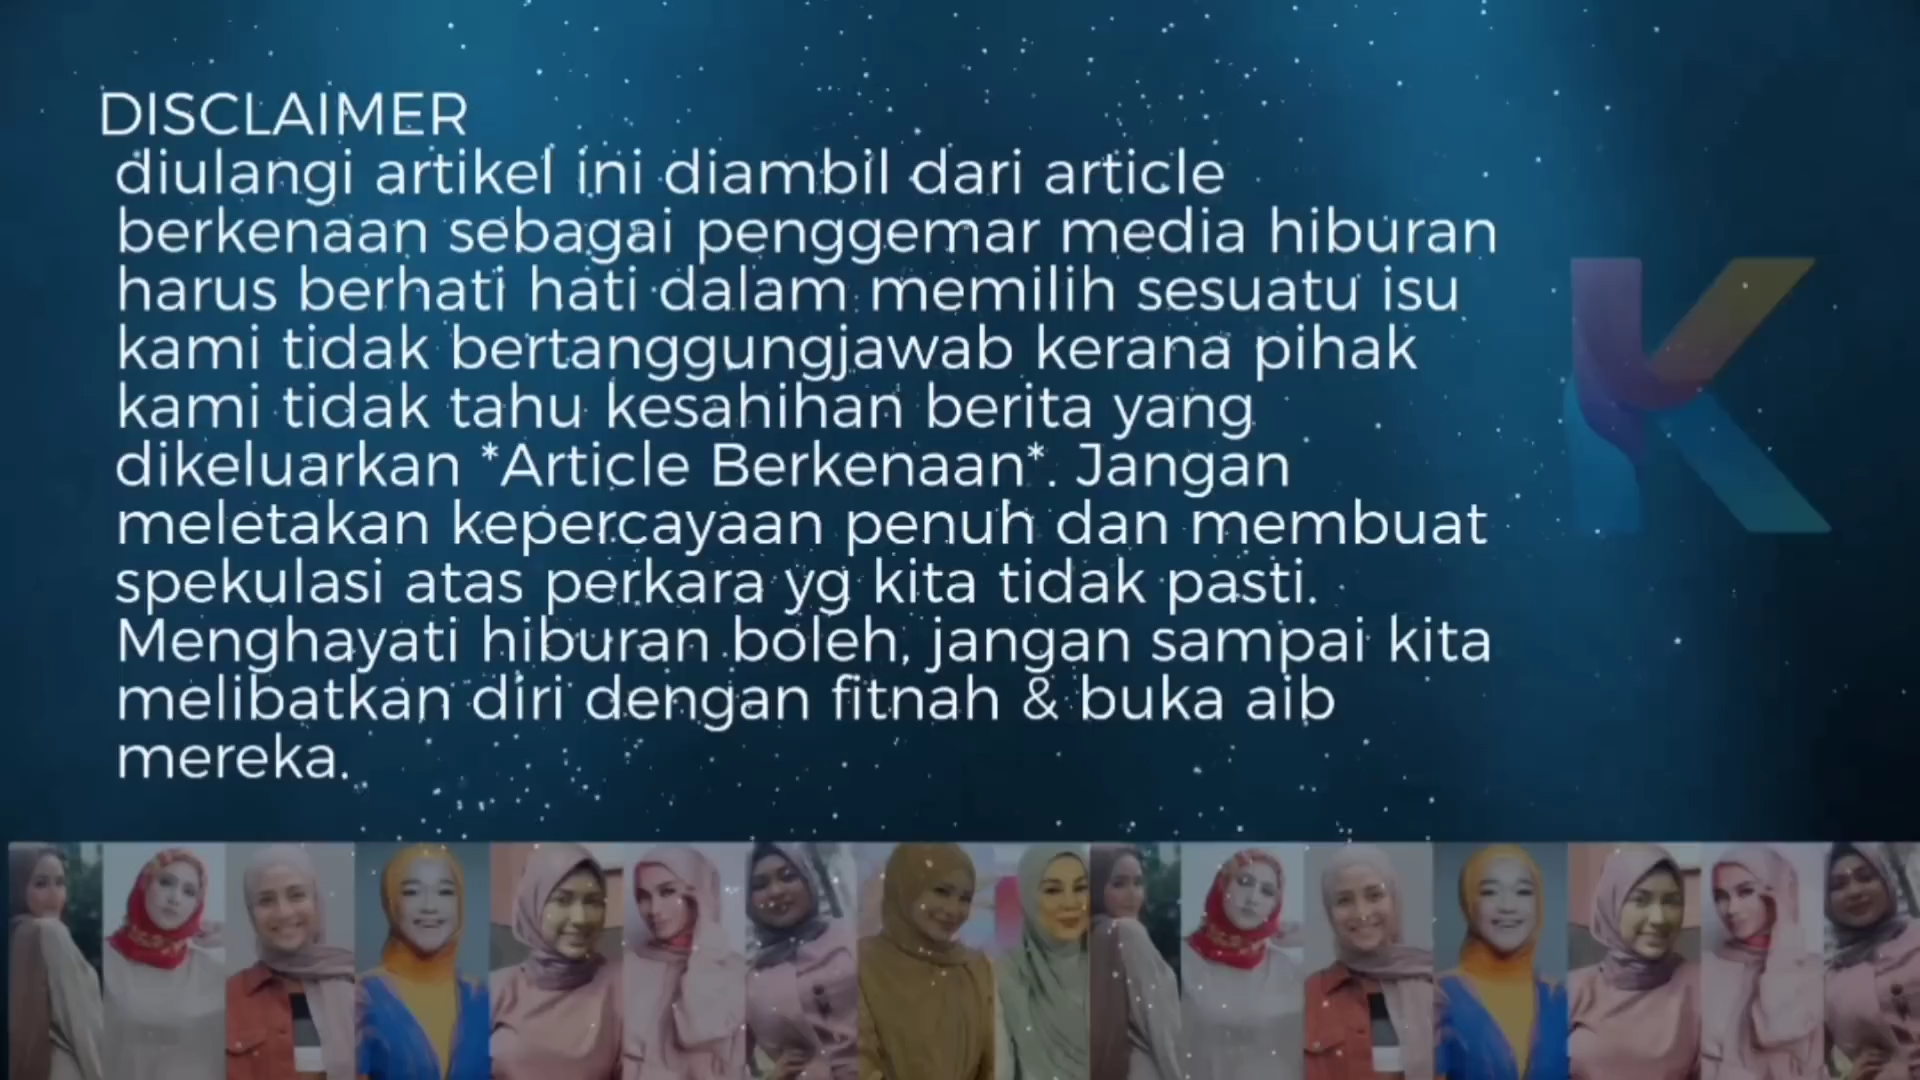 DISCLAIMER
diulangi artikel ini diambil dari article
berkenaan sebagai penggemar media hiburan
harus berhati hati dalam memilih sesuatu isu
kami tidak bertanggungjawab kerana pihak
kami tidak tahu kesahihan berita yang
dikeluarkan *Article Berkenaan*. Jangan
meletakan kepercayaan penuh dan membuat
spekulasi atas perkara yg kita tidak pasti.
Menghayati hiburan boleh, jangan sampai kita
melibatkan diri dengan fitnah & buka aib
mereka.
K